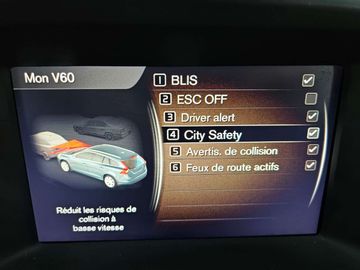 Mon V60
1 BLIS
2 ESC OFF
3 Driver alert
4 City Safety
5 Avertis. de collision
6 Feux de route actifs
Réduit les risques de
collision à
basse vitesse